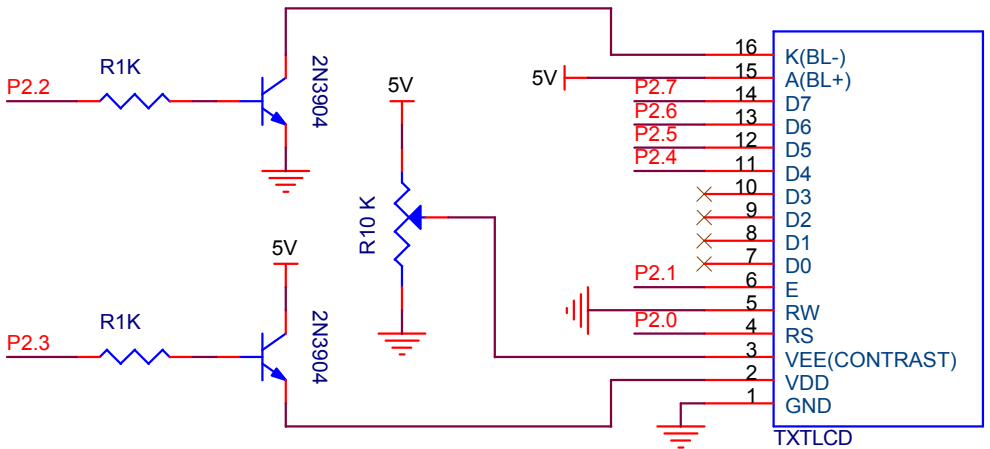 P2.2
R1K
2N3904
5V
R10 K
5V
P2.3
R1K
2N3904
5V
P2.7
P2.6
P2.5
P2.4
P2.1
P2.0
16 K(BL-)
15 A(BL+)
14 D7
13 D6
12 D5
11 D4
10 D3
9 D2
8 D1
7 D0
6 E
5 RW
4 RS
3 VEE(CONTRAST)
2 VDD
1 GND
TXTLCD